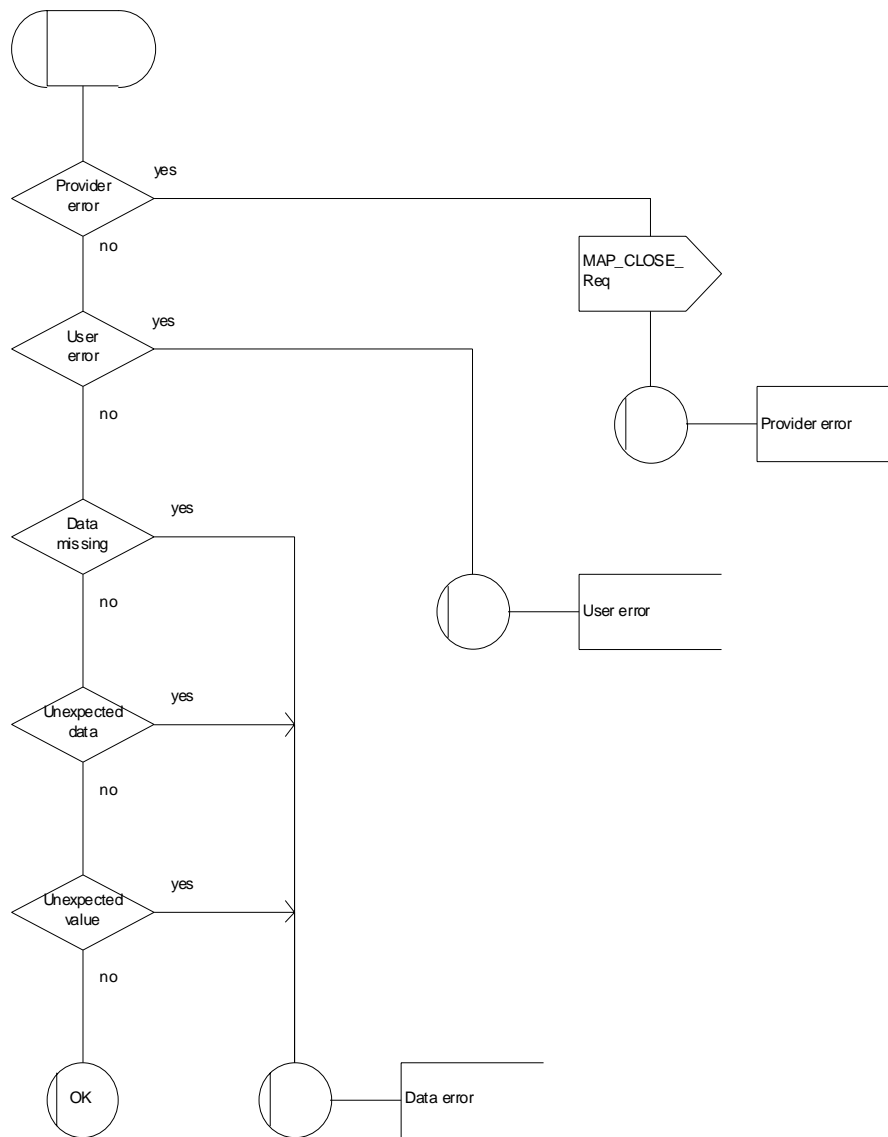 yes
Provider
error
no
MAP_CLOSE_
Req
yes
User
error
no
Provider error
yes
Data
missing
no
User error
yes
Unexpected
data
no
yes
Unexpected
value
no
OK
Data error